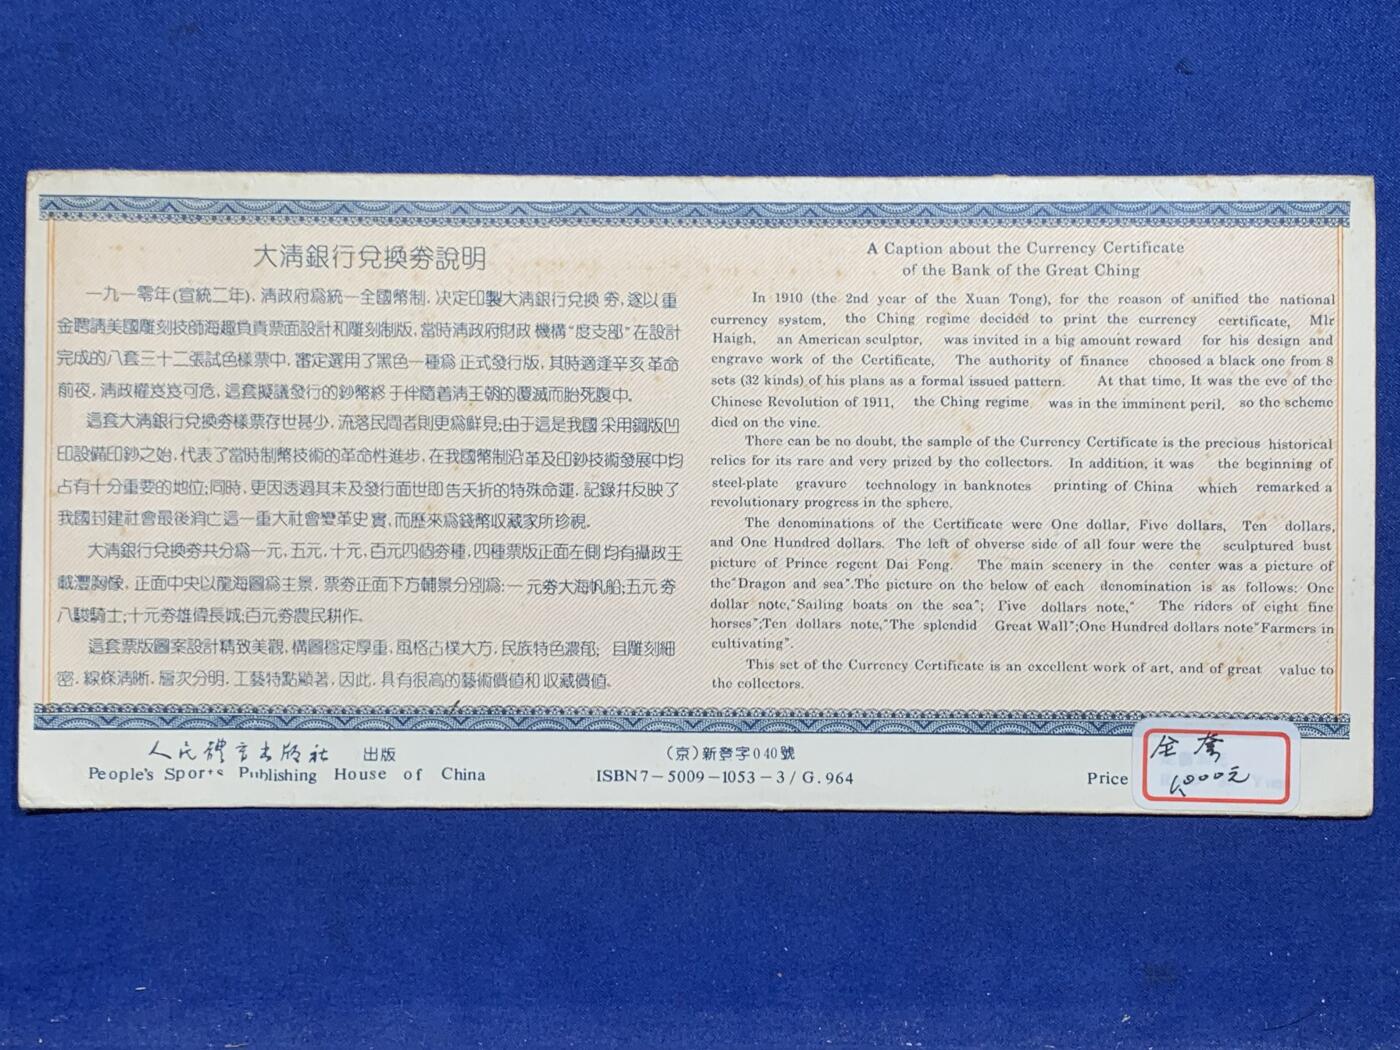 大清銀行兌換券說明
一九一零年(宣統二年)，清政府爲統一全國幣制，决定印製大清銀行兌換 券，遂以重
金聘請美國雕刻技師海趣負責票面設計和雕刻制版，當時清政府財政 機構“度支部”在設計
完成的八套三十二張試色樣票中，審定選用了黑色一種爲 正式發行版，其時適逢辛亥革命
前夜，清政權岌岌可危，這套擬議發行的鈔幣終 于伴隨着清王朝的覆滅而胎死腹中。
這套大清銀行兌換券樣票存世甚少，流落民間者則更爲鮮見;由于這是我國 采用鋼版凹
印設備印鈔之始，代表了當時制幣技術的革命性進步，在我國幣制沿革及印鈔技術發展中均
占有十分重要的地位;同時，更因透過其未及發行面世即告夭折的特殊命運，記錄并反映了
我國封建社會最後消亡這一重大社會變革史實，而歷來爲錢幣收藏家所珍視。
大清銀行兌換券共分爲一元，五元，十元，百元四個券種，四種票版正面左側均有攝政王
載灃胸像，正面中央以龍海圖爲主景，票券正面下方輔景分別爲:一 元券大海帆船;五元 券
八駿騎士;十元券雄偉長城;百元券農民耕作。
這套票版圖案設計精致美觀，構圖穩定厚重，風格古樸大方，民族特色濃郁; 且雕刻細
密，線條清晰，層次分明，工藝特點顯著，因此，具有很高的藝術價值和 收藏價值。
A Caption about the Currency Certificate
of the Bank of the Great Ching
In 1910 (the 2nd year of the Xuan Tong), for the reason of unified the national
currency system, the Ching regime decided to print the currency certificate, Mlr
Haigh, an American sculptor, was invited in a big amount reward for his design and
engrave work of the Certificate, The authority of finance choosed a black one from 8
sets (32 kinds) of his plans as a formal issued pattern. At that time, It was the eve of the
Chinese Revolution of 1911, the Ching regime was in the imminent peril, so the scheme
died on the vine.
There can be no doubt, the sample of the Currency Certificate is the precious historical
relics for its rare and very prized by the collectors. In addition, it was the beginning of
steel-plate gravure technology in banknotes printing of China which remarked a
revolutionary progress in the sphere.
The denominations of the Certificate were One dollar, Five dollars, Ten dollars,
and One Hundred dollars. The left of obverse side of all four were the sculptured bust
picture of Prince regent Dai Feng. The main scenery in the center was a picture of
the"Dragon and sea".The picture on the below of each denomination is as follows: One
dollar note,"Sailing boats on the sea"; Five dollars note," The riders of eight fine
horses";Ten dollars note,"The splendid Great Wall";One Hundred dollars note"Farmers in
cultivating".
This set of the Currency Certificate is an excellent work of art, and of great value to
the collectors.
人民體育出版社 出版
People's Sports Publishing House of China
(京)新登字040號
ISBN7-5009-1053-3/G.964
Price
全套
1,000元